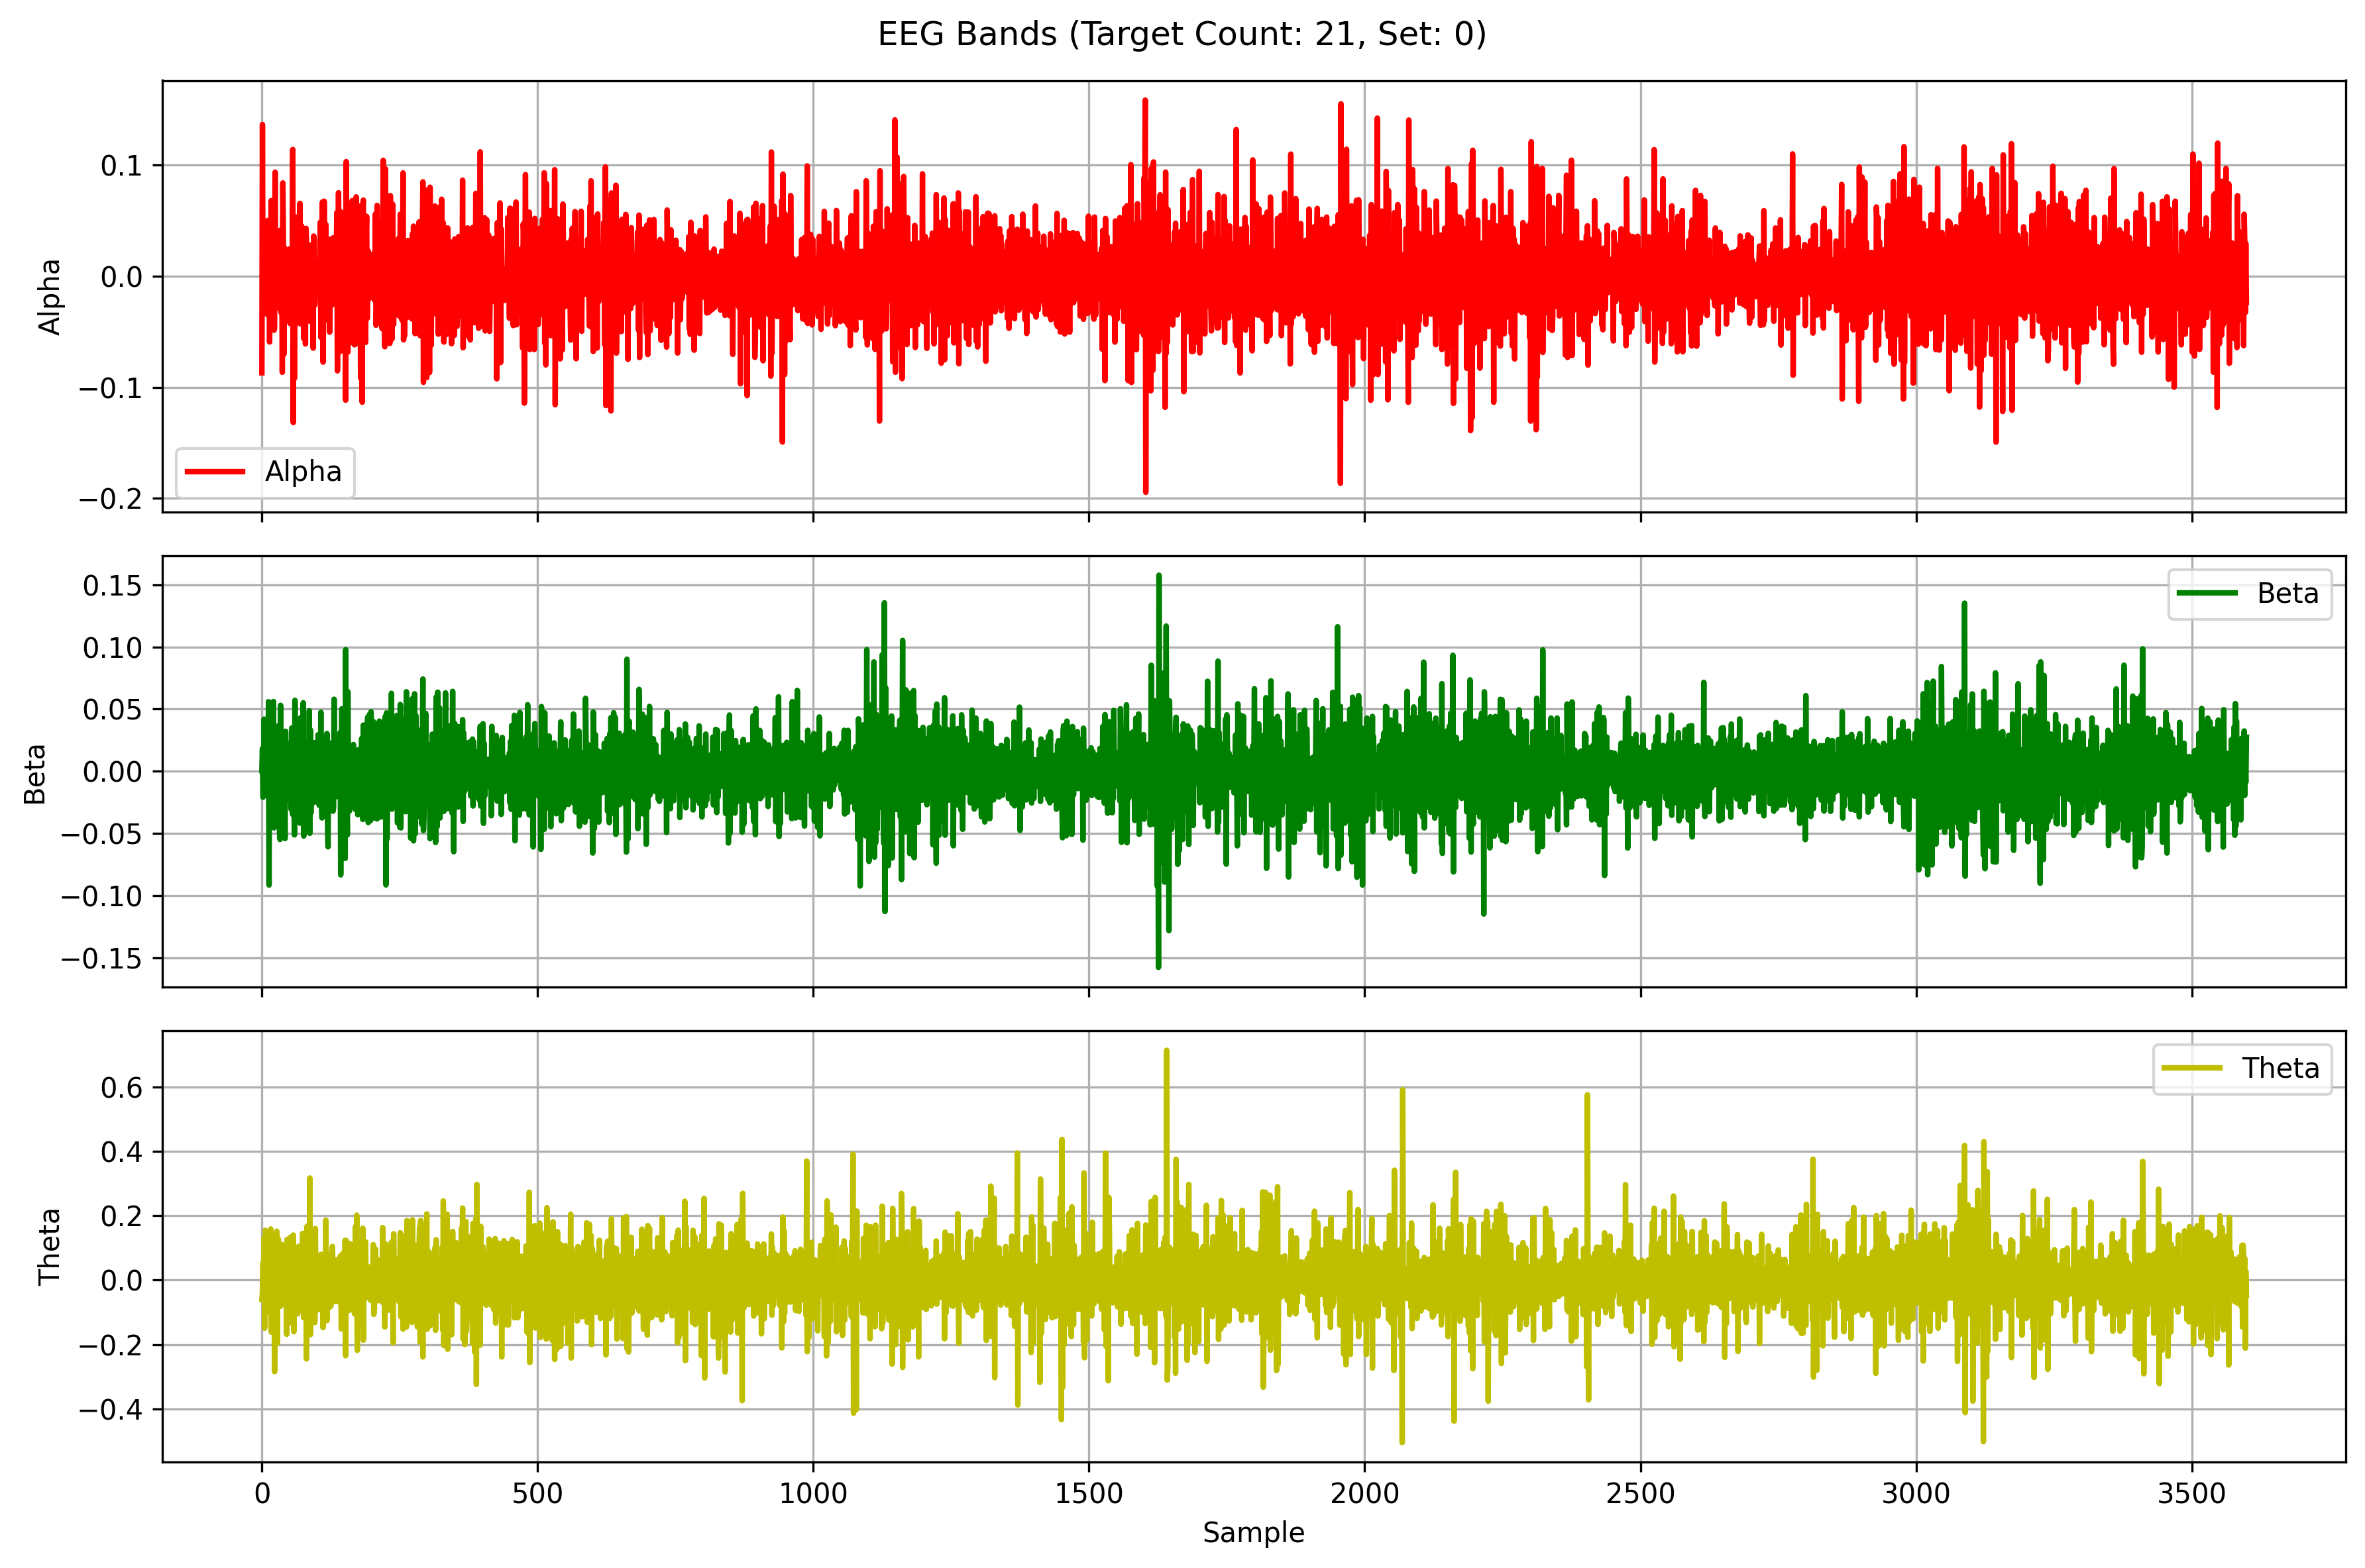 EEG Bands (Target Count: 21, Set: 0)
0.1
0.0
−0.1
−0.2
Alpha
Alpha
0.15
0.10
0.05
0.00
−0.05
−0.10
−0.15
Beta
Beta
0.6
0.4
0.2
0.0
−0.2
−0.4
Theta
Theta
0 500 1000 1500 2000 2500 3000 3500
Sample